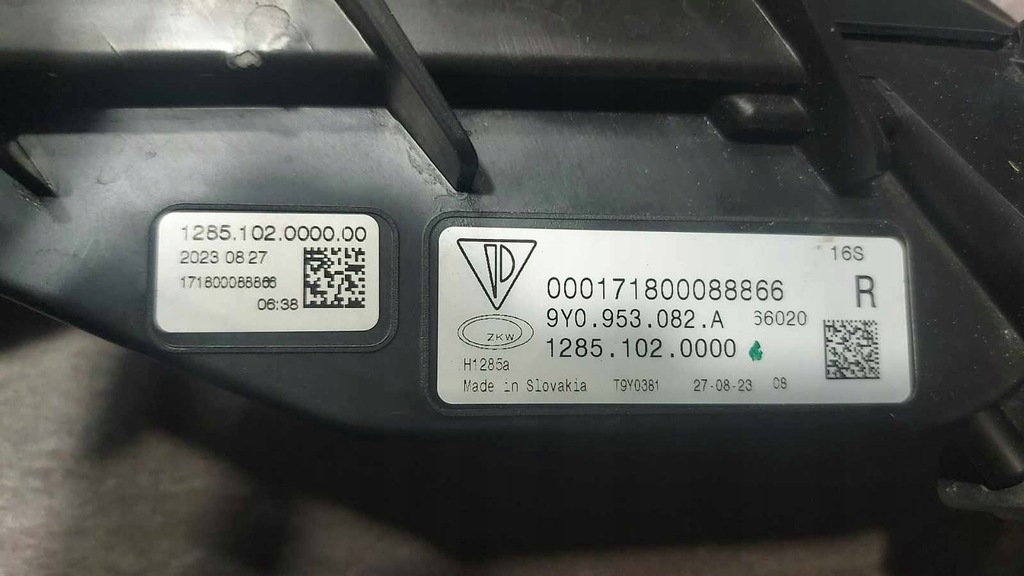 1285.102.0000.00
2023 08 27
171800088866
06:38
16S
000171800088866
R
9Y0.953.082.A 66020
ZKW
1285.102.0000
H1285a
Made in Slovakia T9Y0381 27-08-23 08